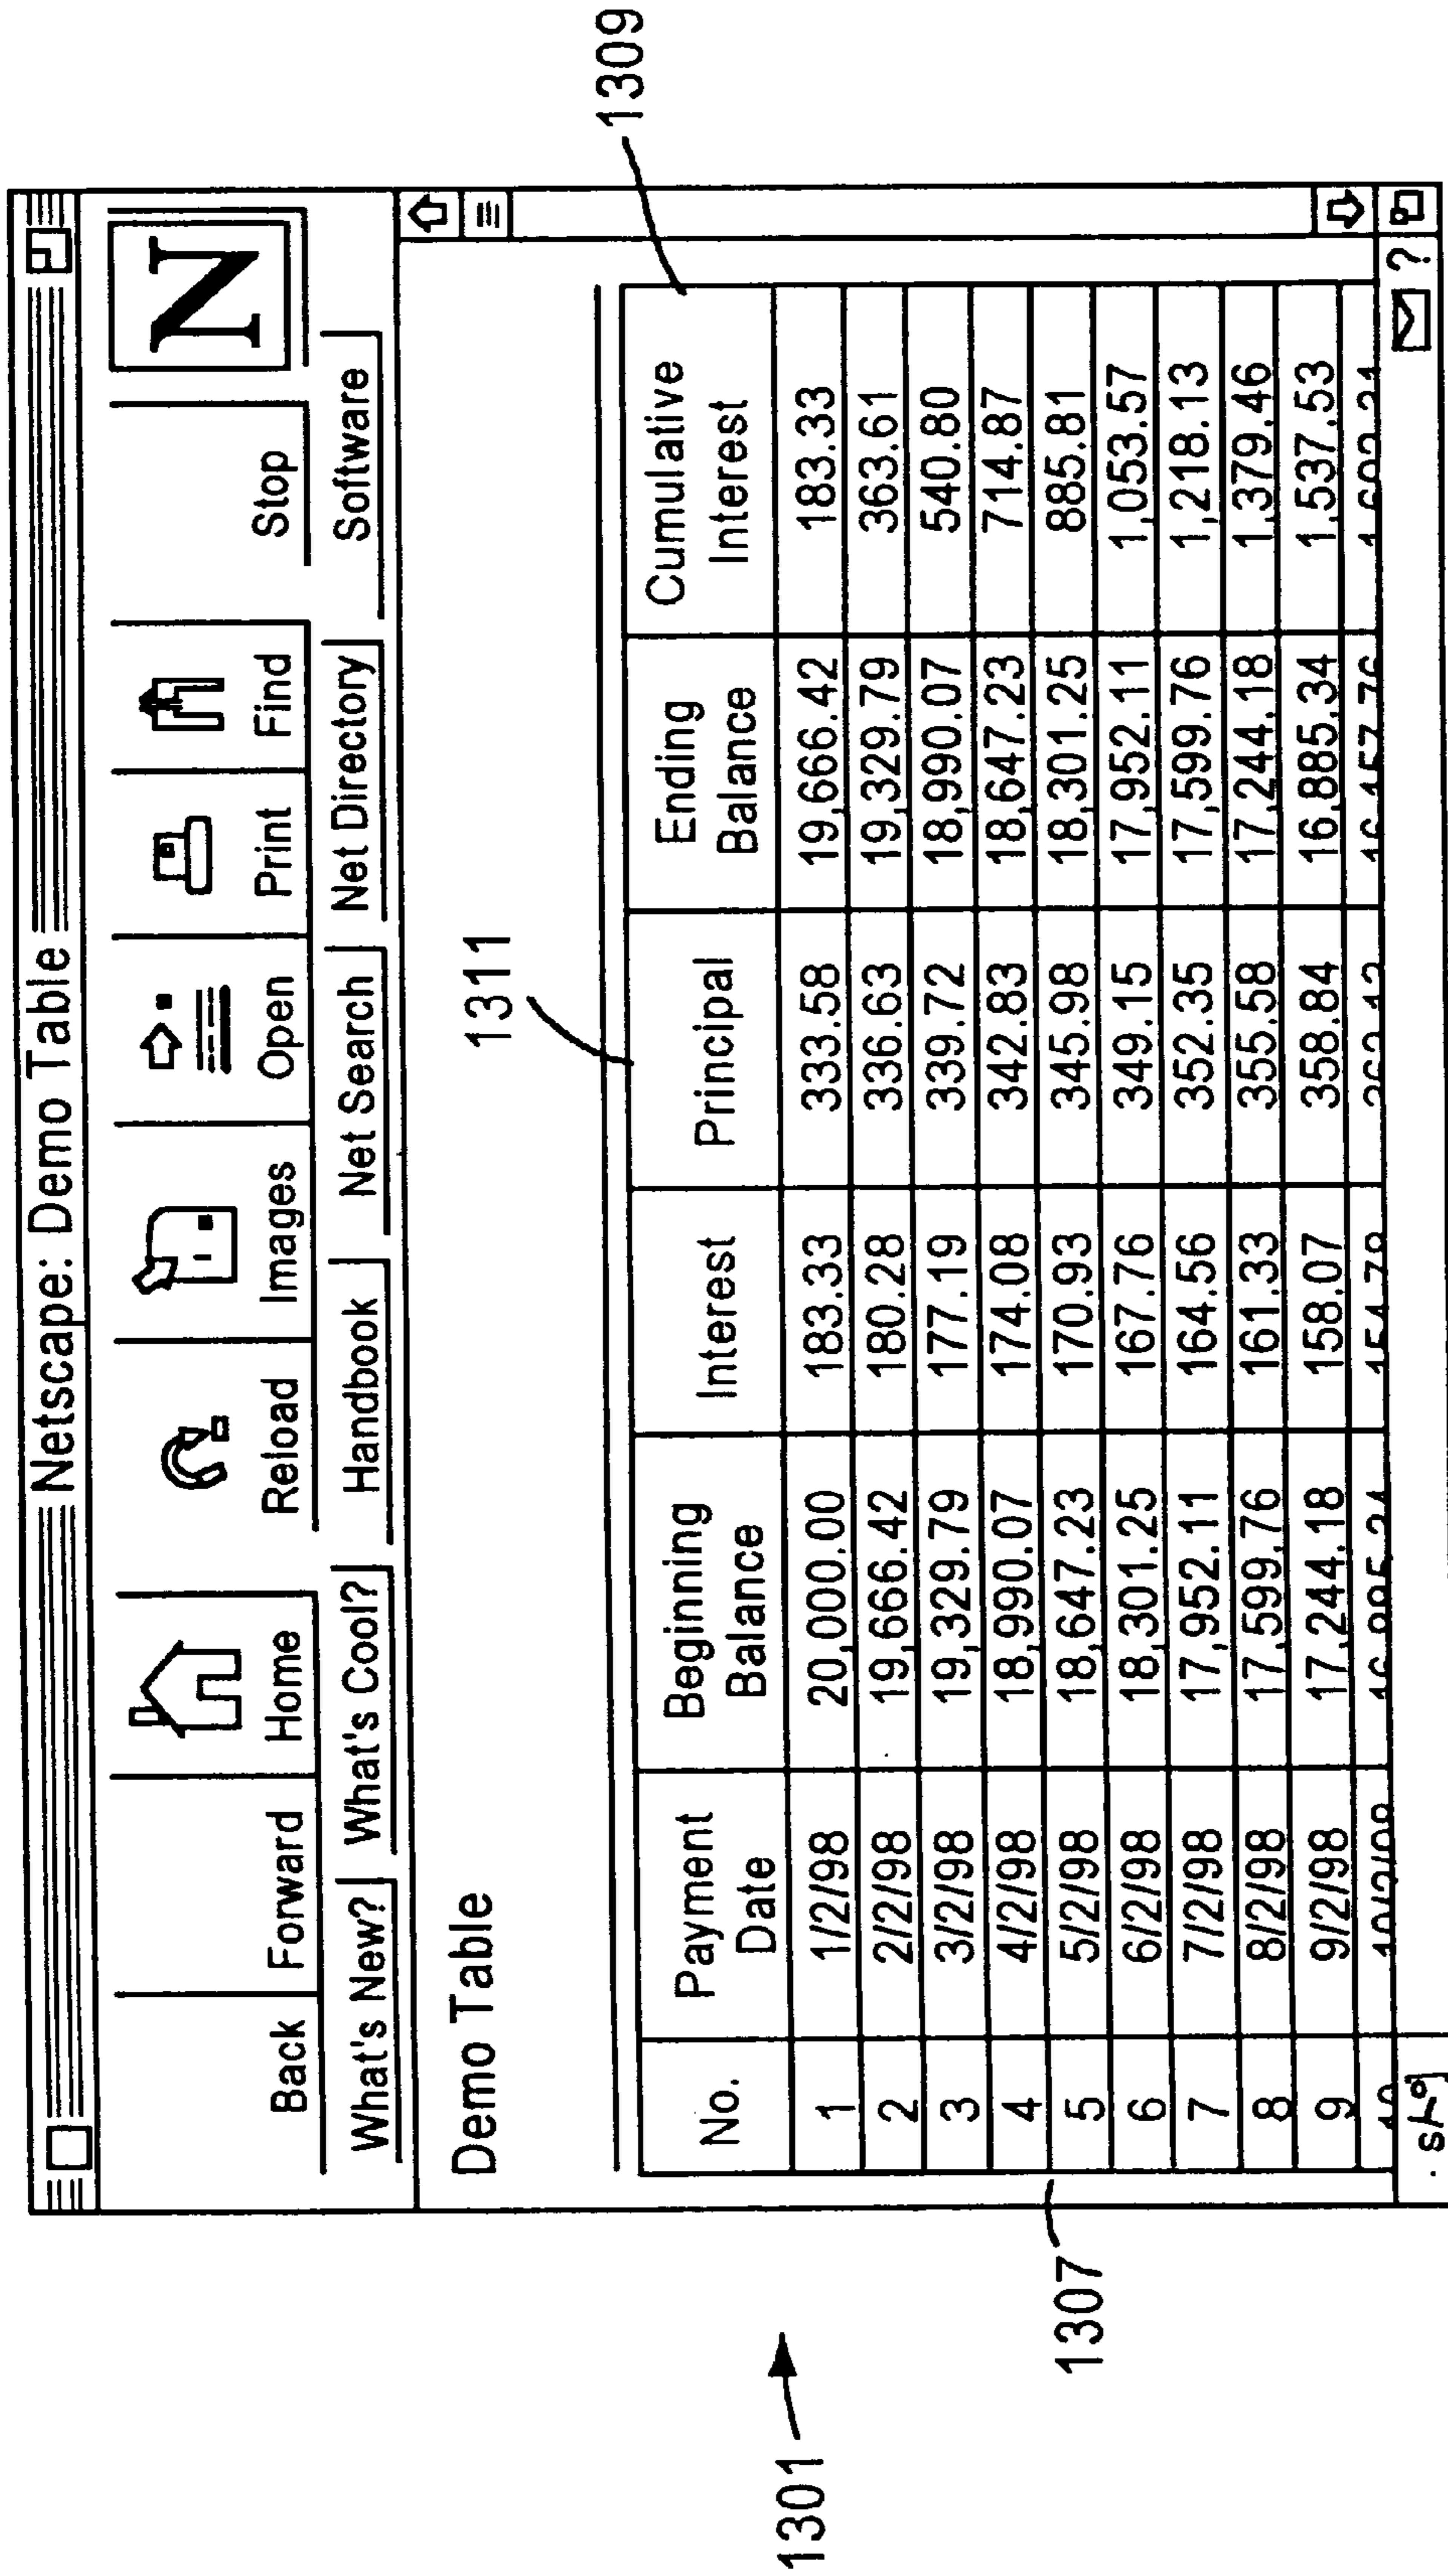 Netscape: Demo Table
Back Forward Home Reload Images Open Print Find Stop N
What's New? What's Cool? Handbook Net Search Net Directory Software
Demo Table
1311
1309
No. Payment Date Beginning Balance Interest Principal Ending Balance Cumulative Interest
1 1/2/98 20,000.00 183.33 333.58 19,666.42 183.33
2 2/2/98 19,666.42 180.28 336.63 19,329.79 363.61
3 3/2/98 19,329.79 177.19 339.72 18,990.07 540.80
4 4/2/98 18,990.07 174.08 342.83 18,647.23 714.87
5 5/2/98 18,647.23 170.93 345.98 18,301.25 885.81
6 6/2/98 18,301.25 167.76 349.15 17,952.11 1,053.57
7 7/2/98 17,952.11 164.56 352.35 17,599.76 1,218.13
8 8/2/98 17,599.76 161.33 355.58 17,244.18 1,379.46
9 9/2/98 17,244.18 158.07 358.84 16,885.34 1,537.53
?
1301
1307